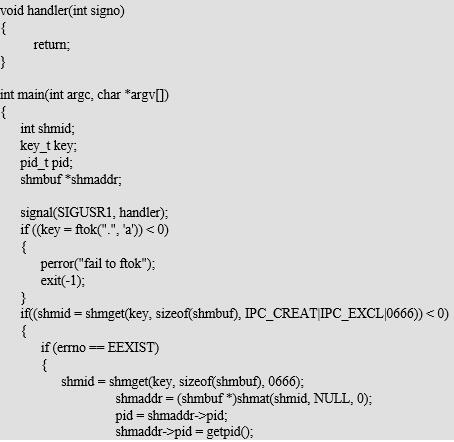 void handler(int signo)
{
return;
}
int main(int argc, char *argv[])
{
int shmid;
key_t key;
pid_t pid;
shmbuf *shmaddr;
signal(SIGUSR1, handler);
if ((key = ftok(".", 'a')) < 0)
{
perror("fail to ftok");
exit(-1);
}
if((shmid = shmget(key, sizeof(shmbuf), IPC_CREAT|IPC_EXCL|0666)) < 0)
{
if (errno == EEXIST)
{
shmid = shmget(key, sizeof(shmbuf), 0666);
shmaddr = (shmbuf *)shmat(shmid, NULL, 0);
pid = shmaddr->pid;
shmaddr->pid = getpid();